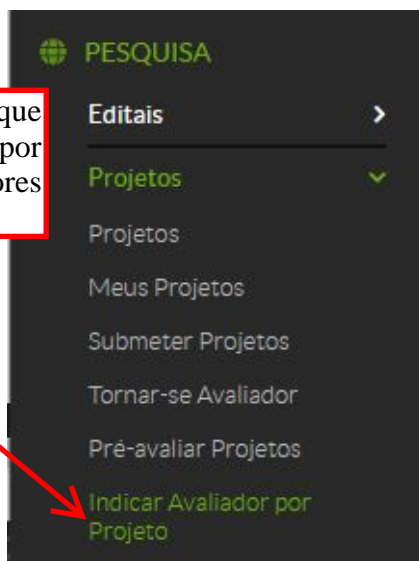 PESQUISA
que
por
ores
Editais
Projetos
Projetos
Meus Projetos
Submeter Projetos
Tornar-se Avaliador
Pré-avaliar Projetos
Indicar Avaliador por
Projeto